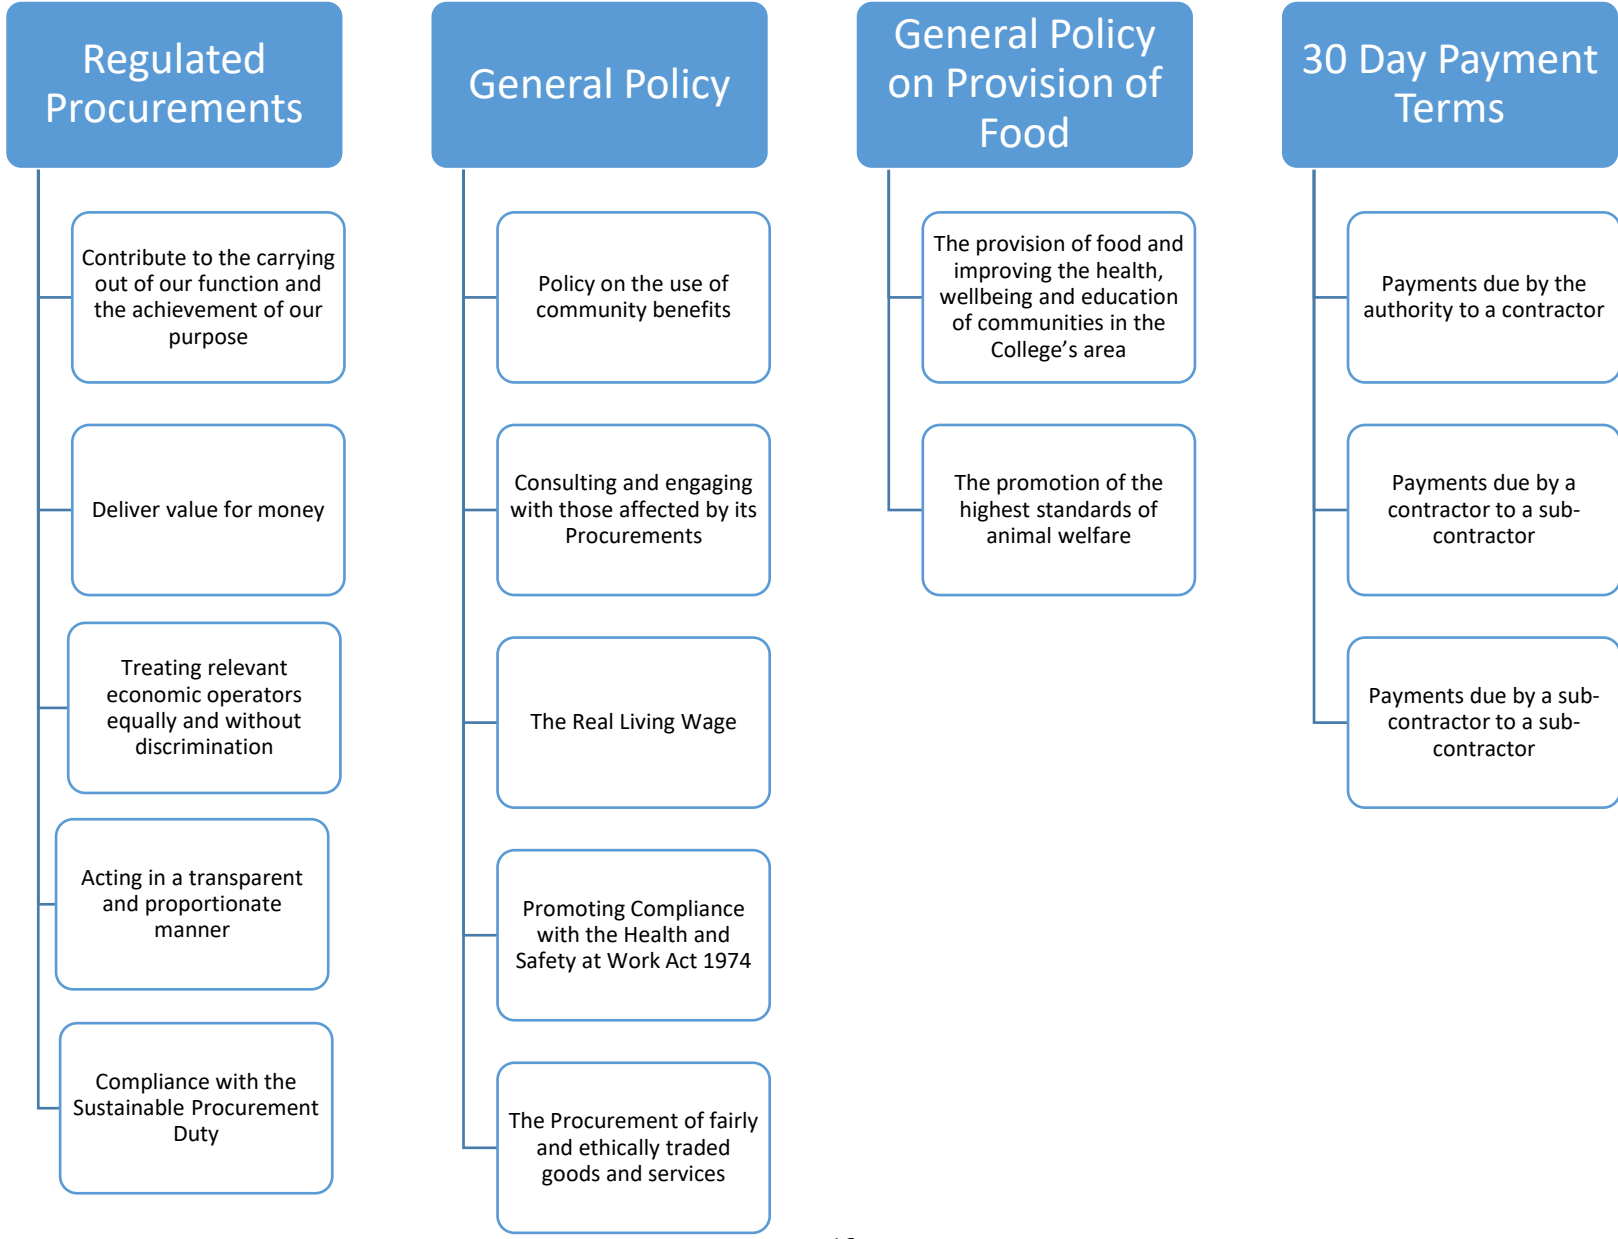 Regulated
Procurements
Contribute to the carrying
out of our function and
the achievement of our
purpose
Deliver value for money
Treating relevant
economic operators
equally and without
discrimination
Acting in a transparent
and proportionate
manner
Compliance with the
Sustainable Procurement
Duty
General Policy
Policy on the use of
community benefits
Consulting and engaging
with those affected by its
Procurements
The Real Living Wage
Promoting Compliance
with the Health and
Safety at Work Act 1974
The Procurement of fairly
and ethically traded
goods and services
General Policy
on Provision of
Food
The provision of food and
improving the health,
wellbeing and education
of communities in the
College’s area
The promotion of the
highest standards of
animal welfare
30 Day Payment
Terms
Payments due by the
authority to a contractor
Payments due by a
contractor to a sub-
contractor
Payments due by a sub-
contractor to a sub-
contractor